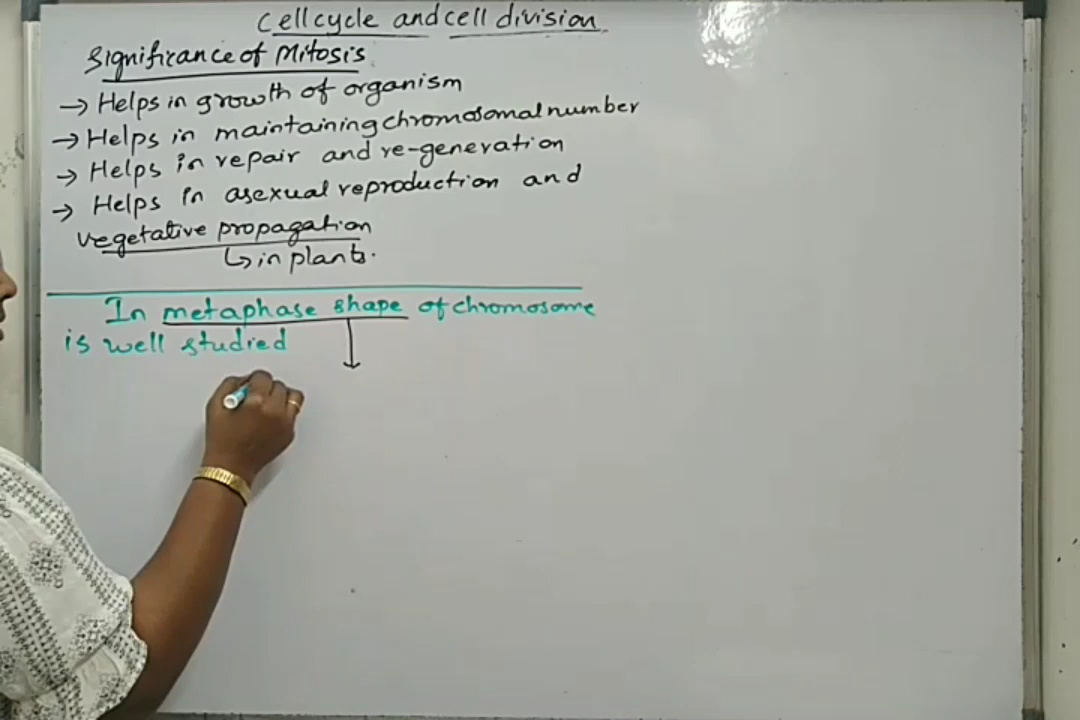 Cell cycle and cell division
Significance of Mitosis
→ Helps in growth of organism
→ Helps in maintaining chromosomal number
→ Helps in repair and re-generation
→ Helps in asexual reproduction and
vegetative propagation
↳ in plants.
In metaphase shape of chromosome
is well studied